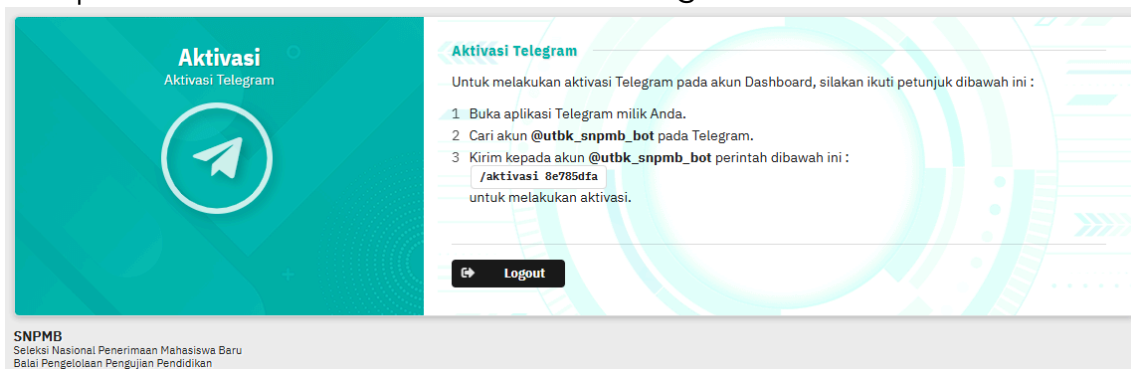 Aktivasi
Aktivasi Telegram
Aktivasi Telegram
Untuk melakukan aktivasi Telegram pada akun Dashboard, silakan ikuti petunjuk dibawah ini :
1 Buka aplikasi Telegram milik Anda.
2 Cari akun @utbk_snpmb_bot pada Telegram.
3 Kirim kepada akun @utbk_snpmb_bot perintah dibawah ini :
/aktivasi 8e785dfa
untuk melakukan aktivasi.
Logout
SNPMB
Seleksi Nasional Penerimaan Mahasiswa Baru
Balai Pengelolaan Pengujian Pendidikan